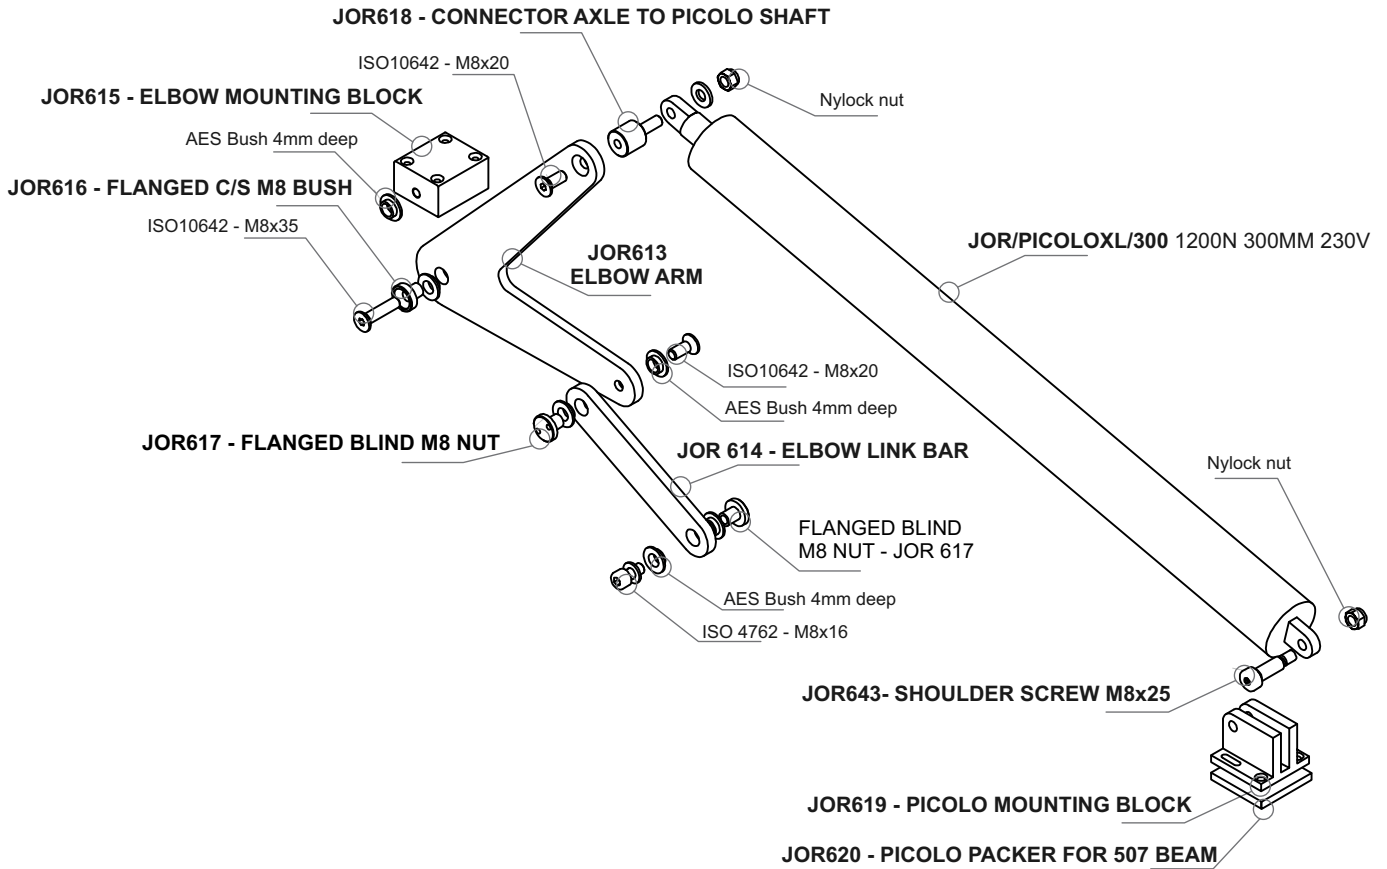 JOR618 - CONNECTOR AXLE TO PICOLO SHAFT
ISO10642 - M8x20
JOR615 - ELBOW MOUNTING BLOCK
Nylock nut
AES Bush 4mm deep
JOR616 - FLANGED C/S M8 BUSH
ISO10642 - M8x35
JOR613
ELBOW ARM
JOR/PICOLOXL/300 1200N 300MM 230V
ISO10642 - M8x20
AES Bush 4mm deep
JOR617 - FLANGED BLIND M8 NUT
JOR 614 - ELBOW LINK BAR
Nylock nut
FLANGED BLIND
M8 NUT - JOR 617
AES Bush 4mm deep
ISO 4762 - M8x16
JOR643- SHOULDER SCREW M8x25
JOR619 - PICOLO MOUNTING BLOCK
JOR620 - PICOLO PACKER FOR 507 BEAM